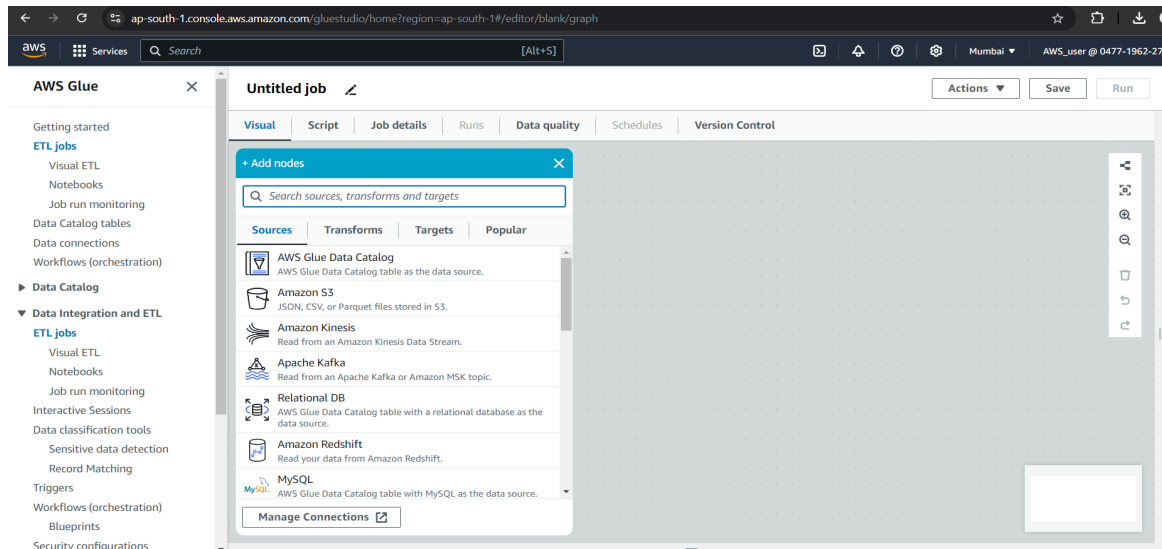 ap-south-1.console.aws.amazon.com/gluestudio/home?region=ap-south-1#/editor/blank/graph
aws Services Search [Alt+S] Mumbai ▼ AWS_user @ 0477-1962-27
AWS Glue
Getting started
ETL jobs
Visual ETL
Notebooks
Job run monitoring
Data Catalog tables
Data connections
Workflows (orchestration)
Data Catalog
Data Integration and ETL
ETL jobs
Visual ETL
Notebooks
Job run monitoring
Interactive Sessions
Data classification tools
Sensitive data detection
Record Matching
Triggers
Workflows (orchestration)
Blueprints
Security configurations
Untitled job
Actions ▼ Save Run
Visual Script Job details Runs Data quality Schedules Version Control
+ Add nodes
Search sources, transforms and targets
Sources Transforms Targets Popular
AWS Glue Data Catalog
AWS Glue Data Catalog table as the data source.
Amazon S3
JSON, CSV, or Parquet files stored in S3.
Amazon Kinesis
Read from an Amazon Kinesis Data Stream.
Apache Kafka
Read from an Apache Kafka or Amazon MSK topic.
Relational DB
AWS Glue Data Catalog table with a relational database as the
data source.
Amazon Redshift
Read your data from Amazon Redshift.
MySQL
MySQL AWS Glue Data Catalog table with MySQL as the data source.
Manage Connections